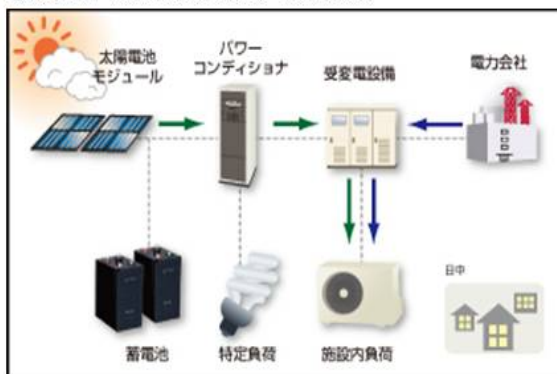 太陽電池
モジュール
パワー
コンディショナ
受変電設備
電力会社
蓄電池
特定負荷
施設内負荷
日中